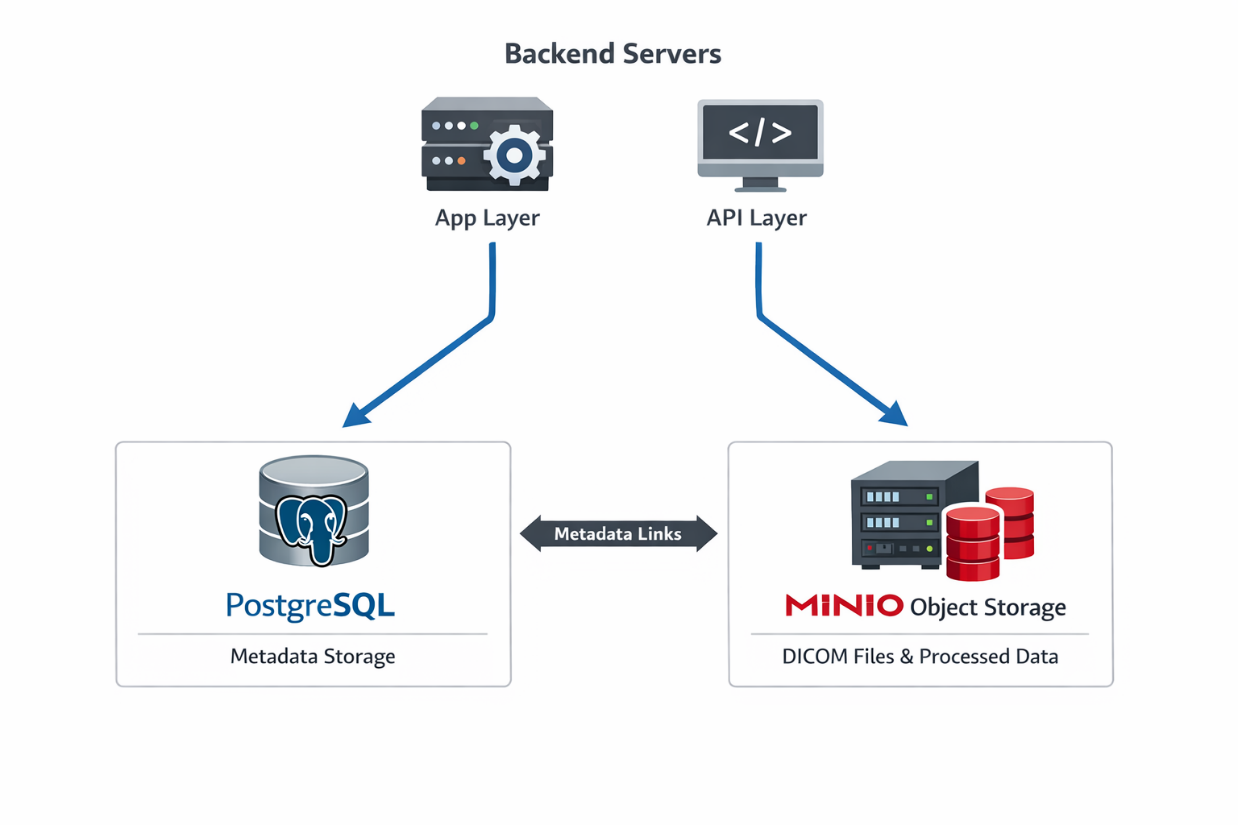 Backend Servers
</>
App Layer
API Layer
Metadata Links
PostgreSQL
MINIO Object Storage
Metadata Storage
DICOM Files & Processed Data